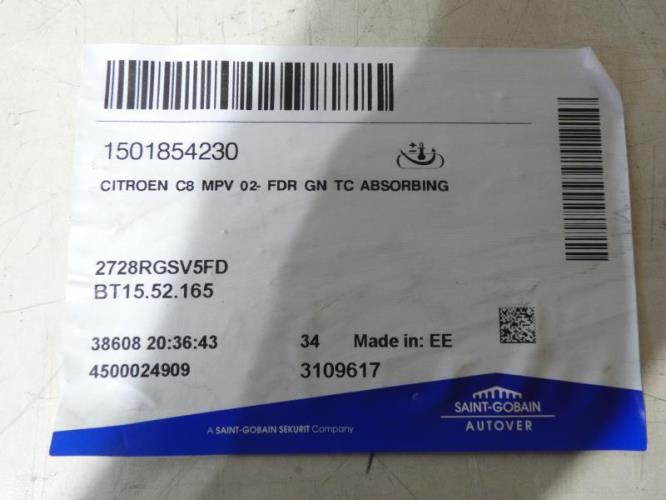 1501854230
CITROEN C8 MPV 02- FDR GN TC ABSORBING
2728RGSV5FD
BT15.52.165
38608 20:36:43 34 Made in: EE
4500024909 3109617
A SAINT-GOBAIN SEKURIT Company
SAINT-GOBAIN
AUTOVER